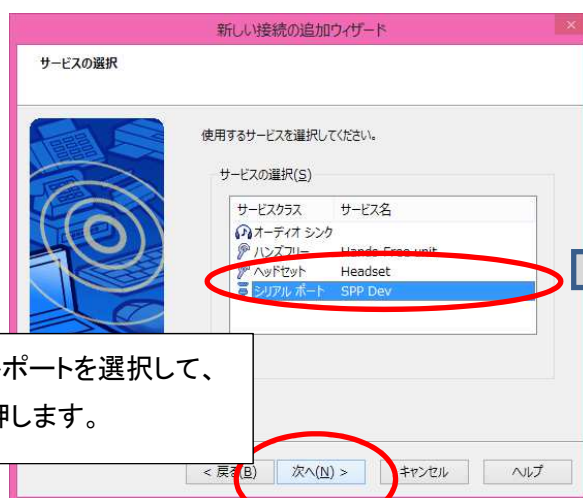 新しい接続の追加ウィザード
サービスの選択
使用するサービスを選択してください。
サービスの選択(S)
サービスクラス サービス名
オーディオ シンク
ハンズフリー Hands-Free unit
ヘッドセット Headset
シリアル ポート SPP Dev
ポートを選択して、
押します。
< 戻る(B) 次へ(N) > キャンセル ヘルプ